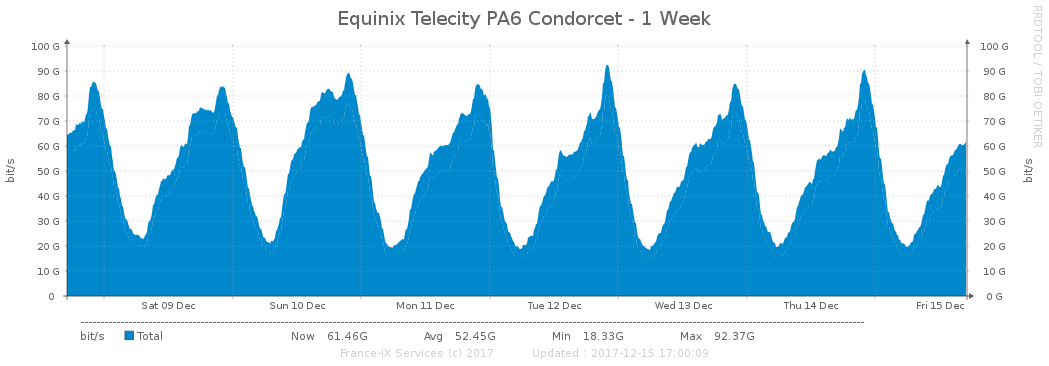 Equinix Telecity PA6 Condorcet - 1 Week
RRDTOOL / TOBI OETIKER
bit/s
100 G
90 G
80 G
70 G
60 G
50 G
40 G
30 G
20 G
10 G
0
100 G
90 G
80 G
70 G
60 G
50 G
40 G
30 G
20 G
10 G
0 G
bit/s
Sat 09 Dec Sun 10 Dec Mon 11 Dec Tue 12 Dec Wed 13 Dec Thu 14 Dec Fri 15 Dec
bit/s Total Now 61.46G Avg 52.45G Min 18.33G Max 92.37G
France-IX Services (c) 2017 Updated : 2017-12-15 17:00:09